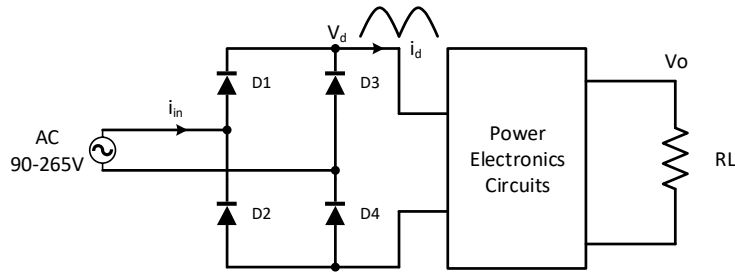 V_d
i_d
D1
D3
Vo
i_in
AC
90-265V
Power
Electronics
Circuits
RL
D2
D4